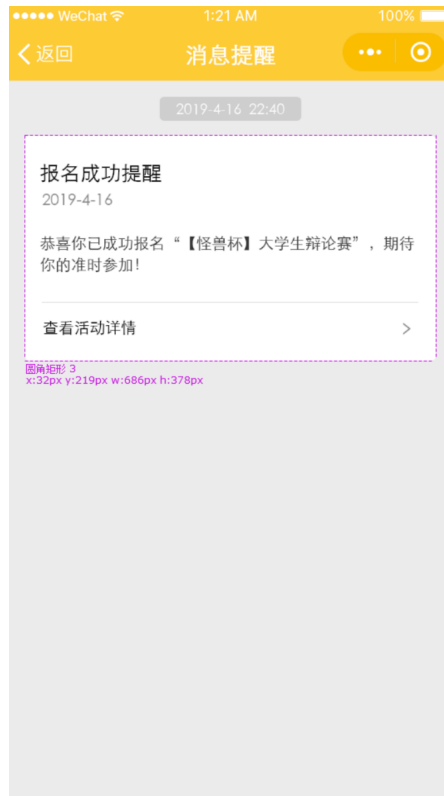 WeChat 1:21 AM 100%
返回 消息提醒
2019-4-16 22:40
报名成功提醒
2019-4-16
恭喜你已成功报名“【怪兽杯】大学生辩论赛”，期待
你的准时参加！
查看活动详情
圆角矩形 3
x:32px y:219px w:686px h:378px